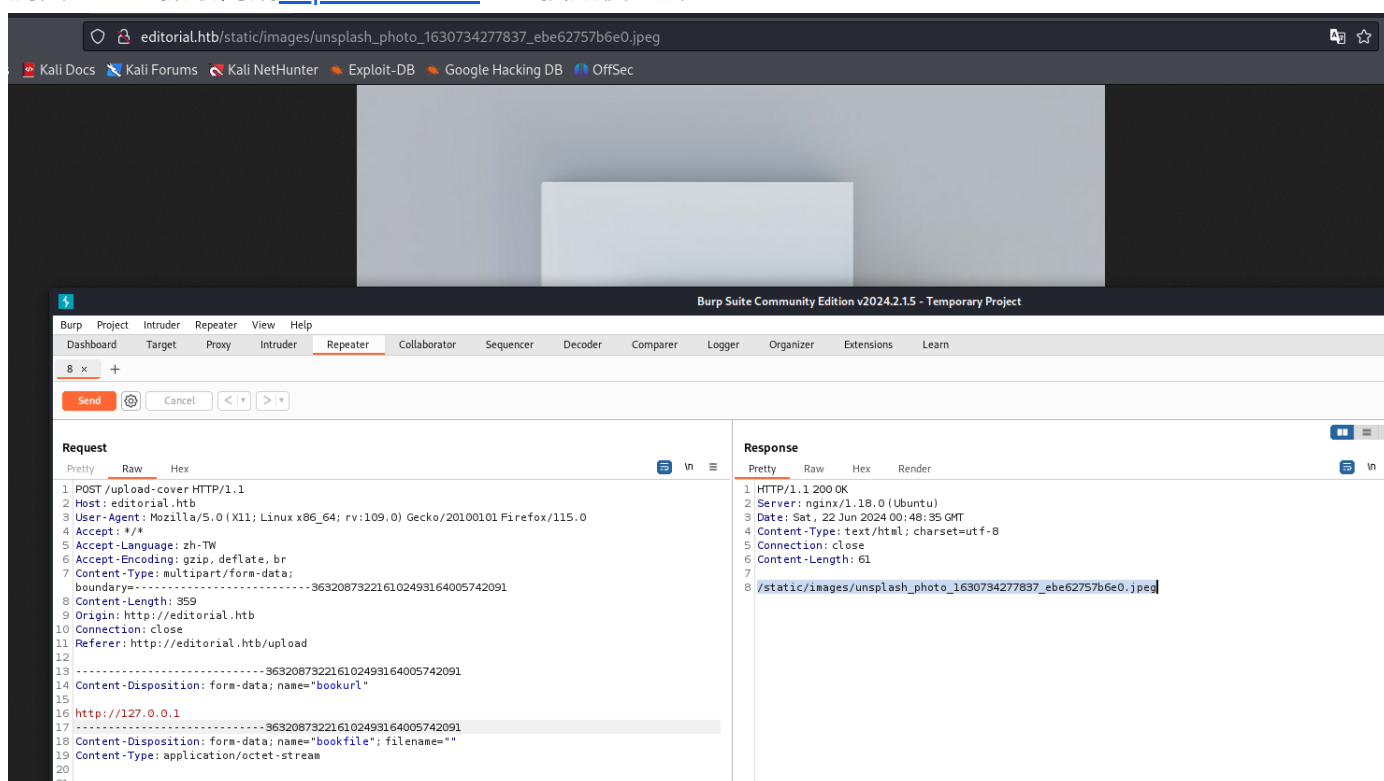 editorial.htb/static/images/unsplash_photo_1630734277837_ebe62757b6e0.jpeg
Kali Docs Kali Forums Kali NetHunter Exploit-DB Google Hacking DB OffSec
Burp Suite Community Edition v2024.2.1.5 - Temporary Project
Burp Project Intruder Repeater View Help
Dashboard Target Proxy Intruder Repeater Collaborator Sequencer Decoder Comparer Logger Organizer Extensions Learn
8 × +
Send Cancel < >
Request
Pretty Raw Hex \n
1 POST /upload-cover HTTP/1.1
2 Host: editorial.htb
3 User-Agent: Mozilla/5.0 (X11; Linux x86_64; rv:109.0) Gecko/20100101 Firefox/115.0
4 Accept: */*
5 Accept-Language: zh-TW
6 Accept-Encoding: gzip, deflate, br
7 Content-Type: multipart/form-data;
boundary=---------------------------363208732216102493164005742091
8 Content-Length: 359
9 Origin: http://editorial.htb
10 Connection: close
11 Referer: http://editorial.htb/upload
12
13 -----------------------------363208732216102493164005742091
14 Content-Disposition: form-data; name="bookurl"
15
16 http://127.0.0.1
17 -----------------------------363208732216102493164005742091
18 Content-Disposition: form-data; name="bookfile"; filename=""
19 Content-Type: application/octet-stream
20
Response
Pretty Raw Hex Render \n
1 HTTP/1.1 200 OK
2 Server: nginx/1.18.0 (Ubuntu)
3 Date: Sat, 22 Jun 2024 00:48:35 GMT
4 Content-Type: text/html; charset=utf-8
5 Connection: close
6 Content-Length: 61
7
8 /static/images/unsplash_photo_1630734277837_ebe62757b6e0.jpeg